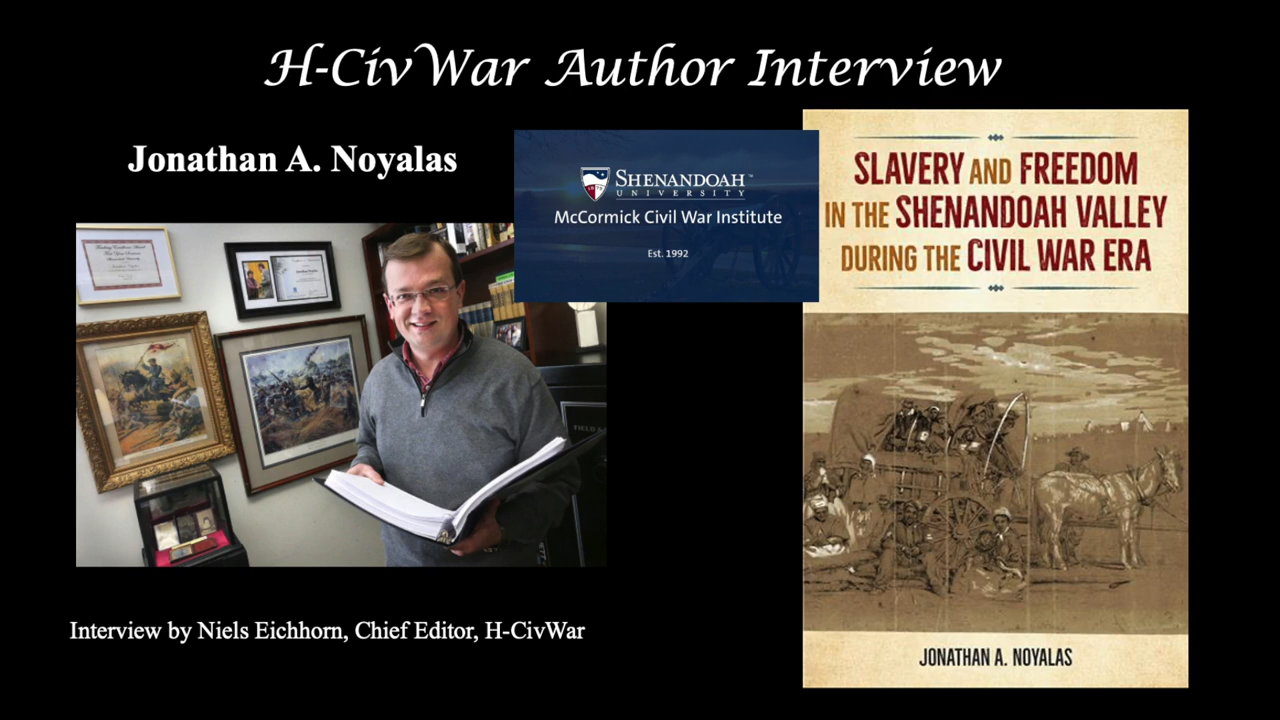 H-CivWar Author Interview
Jonathan A. Noyalas
SHENANDOAH™
UNIVERSITY
McCormick Civil War Institute
Est. 1992
SLAVERY AND FREEDOM
IN THE SHENANDOAH VALLEY
DURING THE CIVIL WAR ERA
JONATHAN A. NOYALAS
Interview by Niels Eichhorn, Chief Editor, H-CivWar